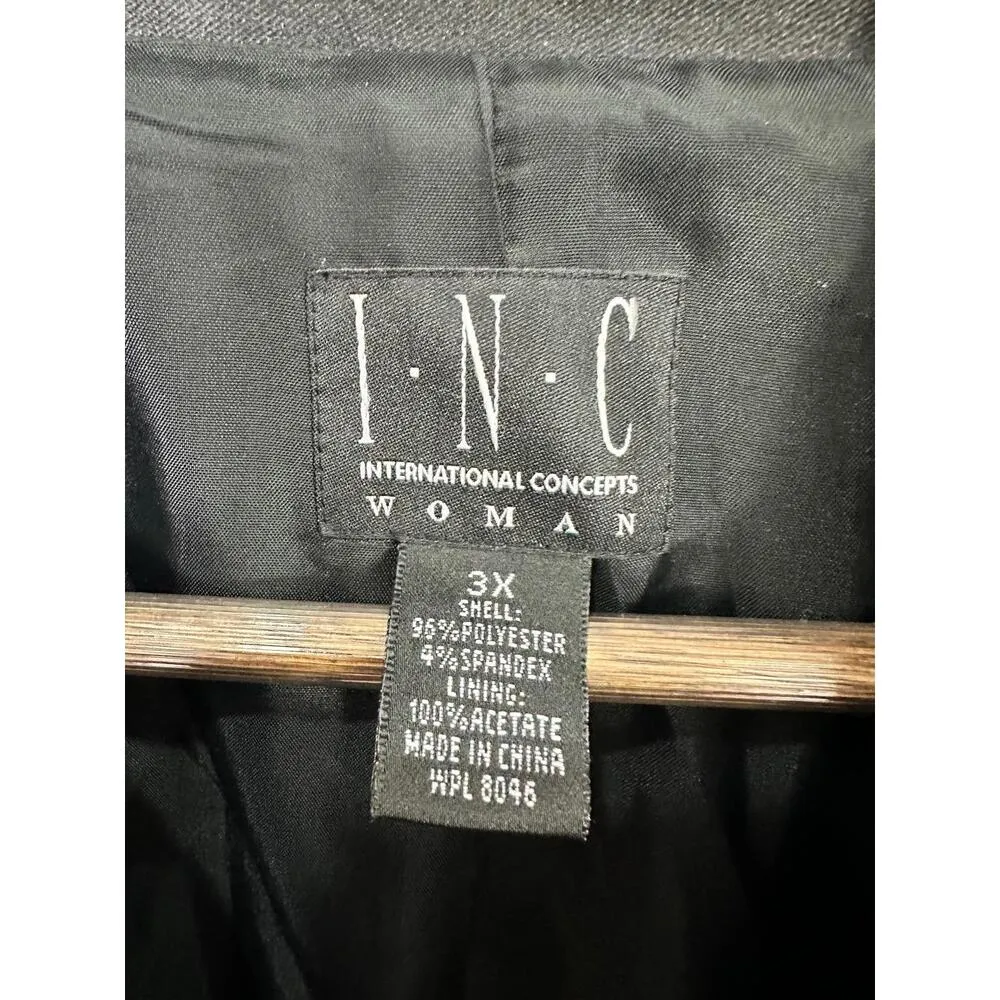 I·N·C
INTERNATIONAL CONCEPTS
WOMAN
3X
SHELL:
96%POLYESTER
4%SPANDEX
LINING:
100%ACETATE
MADE IN CHINA
WPL 8046